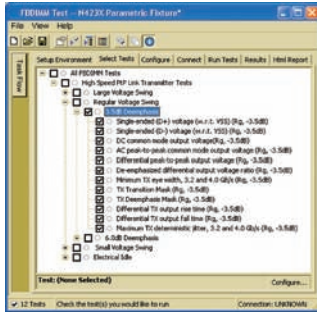 FBDIMM Test -- N423X Parametric Fixture*
File View Help
Task Flow
Setup Environment Select Tests Configure Connect Run Tests Results Html Report
All FBDIMM Tests
High Speed PtP Link Transmitter Tests
Large Voltage Swing
Regular Voltage Swing
3.5dB Deemphasis
Single-ended (D+) voltage (w.r.t. VSS) (Rg, -3.5dB)
Single-ended (D-) voltage (w.r.t. VSS) (Rg, -3.5dB)
DC common mode output voltage(Rg, -3.5dB)
AC peak-to-peak common mode output voltage (Rg, -3.5dB)
Differential peak-to-peak output voltage (Rg, -3.5dB)
De-emphasized differential output voltage ratio (Rg, -3.5dB)
Minimum TX eye width, 3.2 and 4.0 Gb/s (Rg, -3.5dB)
TX Transition Mask (Rg, -3.5dB)
TX Deemphasis Mask (Rg, -3.5dB)
Differential TX output rise time (Rg, -3.5dB)
Differential TX output fall time (Rg, -3.5dB)
Maximum TX deterministic jitter, 3.2 and 4.0 Gb/s (Rg, -3.5dB)
6.0dB Deemphasis
Small Voltage Swing
Electrical Idle
Test: (None Selected) Configure...
12 Tests Check the test(s) you would like to run Connection: UNKNOWN